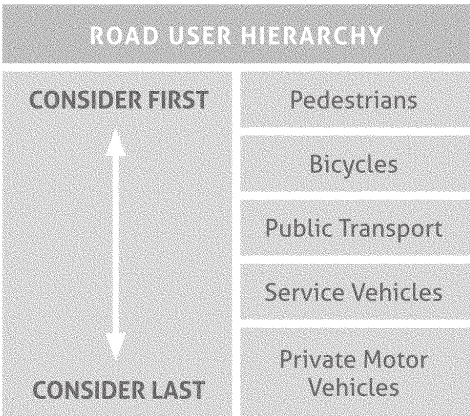 ROAD USER HIERARCHY
CONSIDER FIRST
Pedestrians
Bicycles
Public Transport
Service Vehicles
Private Motor
Vehicles
CONSIDER LAST